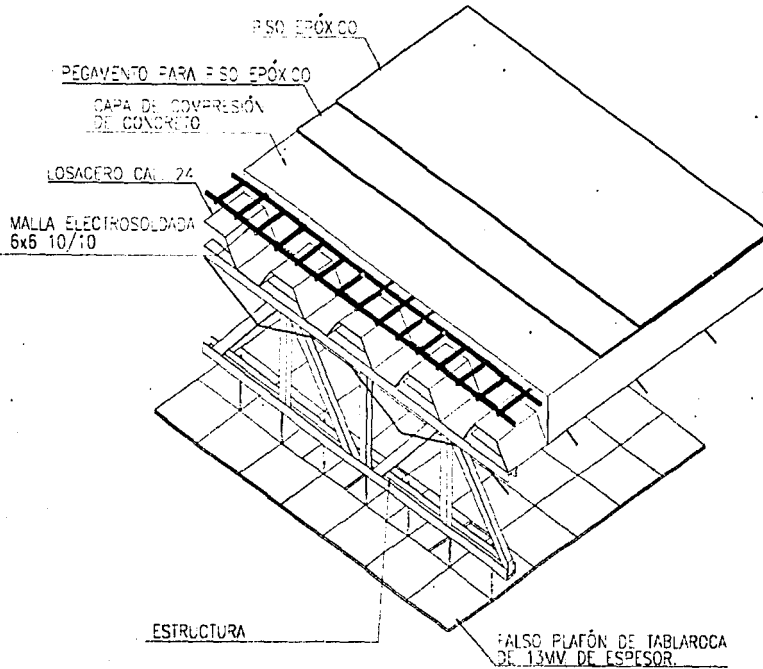 PISO EPÓXICO
PEGAMENTO PARA PISO EPÓXICO
CAPA DE COMPRESIÓN
DE CONCRETO
LOSACERO CAL. 24
MALLA ELECTROSOLDADA
6x6 10/10
ESTRUCTURA
FALSO PLAFÓN DE TABLAROCA
DE 13MM. DE ESPESOR.